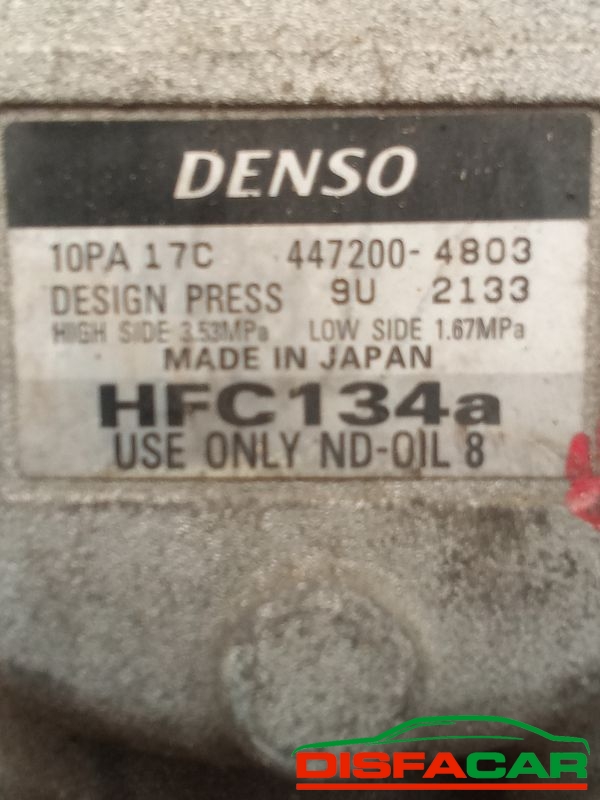 DENSO
10PA 17C 447200-4803
DESIGN PRESS 9U 2133
HIGH SIDE 3.53MPa LOW SIDE 1.67MPa
MADE IN JAPAN
HFC134a
USE ONLY ND-OIL 8
DISFACAR